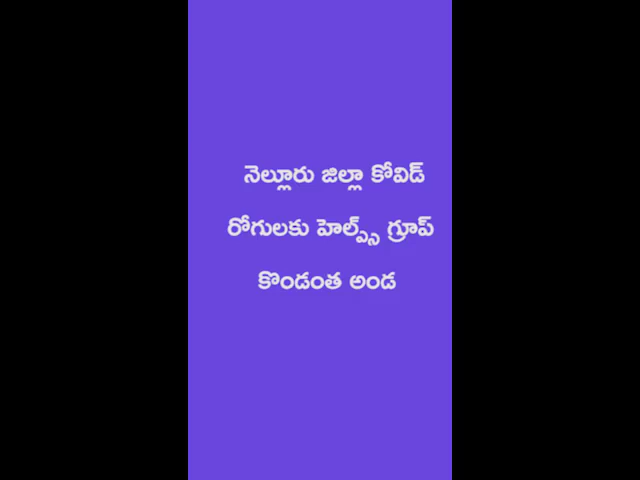 నెల్లూరు జిల్లా కోవిడ్
రోగులకు హెల్ప్స్ గ్రూప్
కొండంత అండ